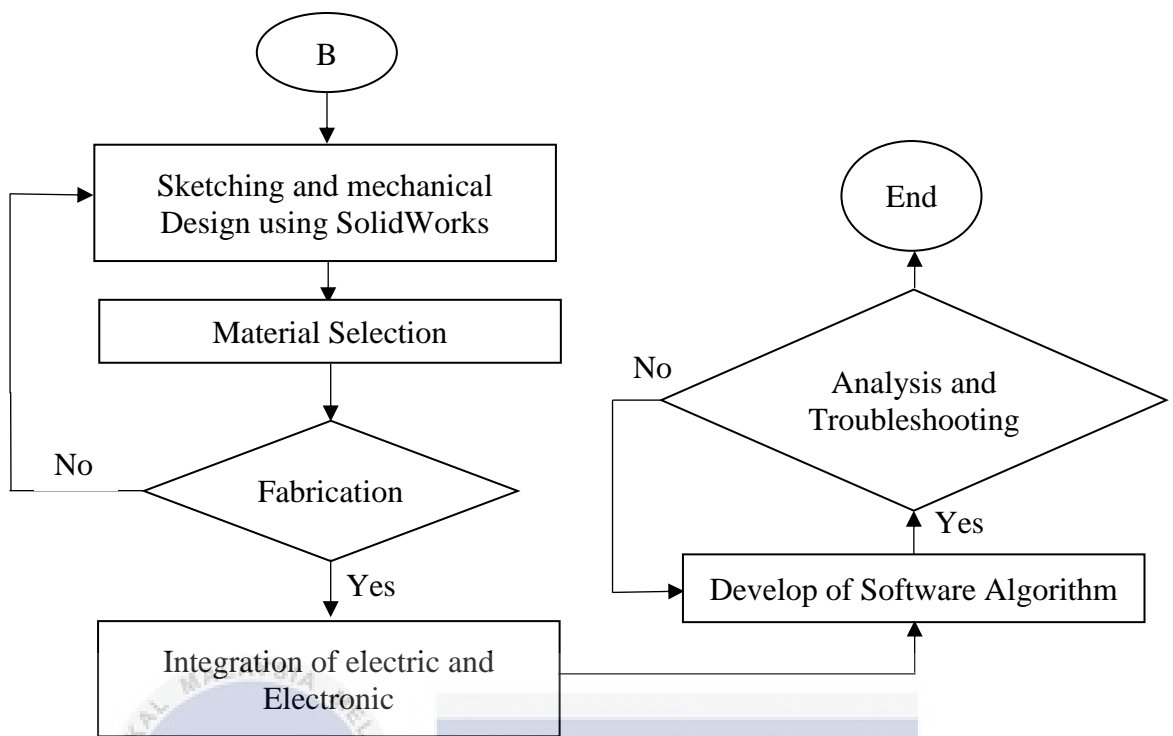 B
Sketching and mechanical
Design using SolidWorks
Material Selection
No
Fabrication
Yes
Integration of electric and
Electronic
End
No
Analysis and
Troubleshooting
Yes
Develop of Software Algorithm